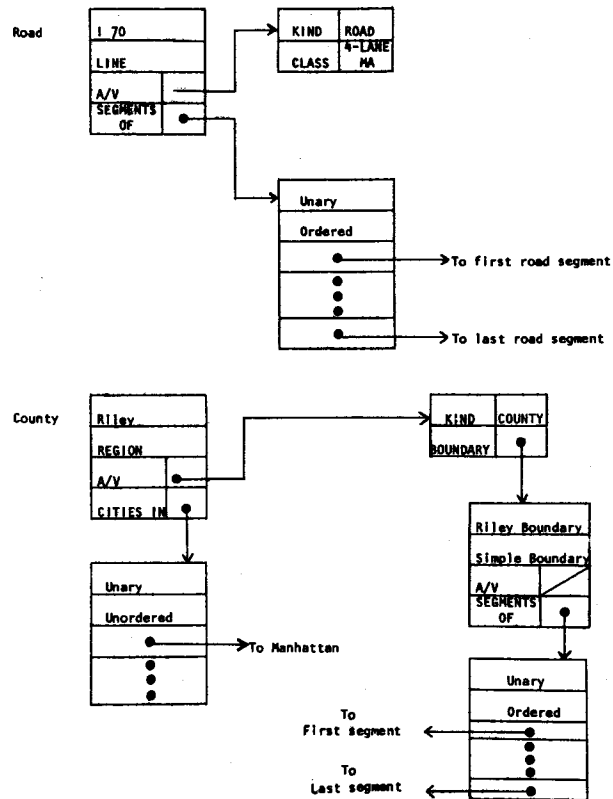 Road
I 70
LINE
A/V
SEGMENTS
OF
KIND ROAD
CLASS 4-LANE
MA
Unary
Ordered
To first road segment
To last road segment
County
Riley
REGION
A/V
CITIES IN
KIND COUNTY
BOUNDARY
Riley Boundary
Simple Boundary
A/V
SEGMENTS
OF
Unary
Unordered
To Manhattan
Unary
Ordered
To
First segment
To
Last segment